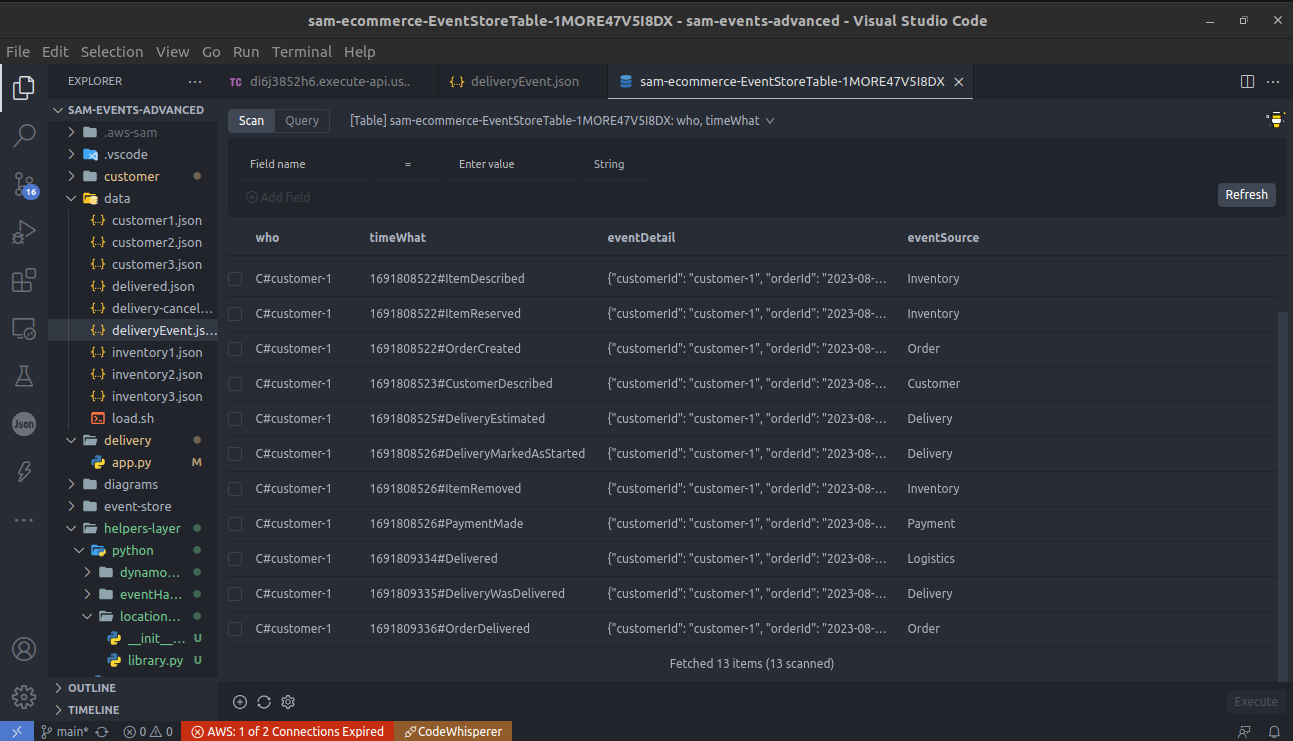 sam-ecommerce-EventStoreTable-1MORE47V5I8DX - sam-events-advanced - Visual Studio Code
File Edit Selection View Go Run Terminal Help
EXPLORER ...
TC di6j3852h6.execute-api.us..
{..} deliveryEvent.json
sam-ecommerce-EventStoreTable-1MORE47V5I8DX
SAM-EVENTS-ADVANCED
.aws-sam
.vscode
customer
data
customer1.json
customer2.json
customer3.json
delivered.json
delivery-cancel...
deliveryEvent.js...
inventory1.json
inventory2.json
inventory3.json
load.sh
delivery
app.py M
diagrams
event-store
helpers-layer
python
dynamo...
eventHa...
location...
__init__... U
library.py U
OUTLINE
TIMELINE
16
Json
Scan Query [Table] sam-ecommerce-EventStoreTable-1MORE47V5I8DX: who, timeWhat
Field name = Enter value String
Add field
Refresh
who timeWhat eventDetail eventSource
C#customer-1 1691808522#ItemDescribed {"customerId": "customer-1", "orderId": "2023-08-... Inventory
C#customer-1 1691808522#ItemReserved {"customerId": "customer-1", "orderId": "2023-08-... Inventory
C#customer-1 1691808522#OrderCreated {"customerId": "customer-1", "orderId": "2023-08-... Order
C#customer-1 1691808523#CustomerDescribed {"customerId": "customer-1", "orderId": "2023-08-... Customer
C#customer-1 1691808525#DeliveryEstimated {"customerId": "customer-1", "orderId": "2023-08-... Delivery
C#customer-1 1691808526#DeliveryMarkedAsStarted {"customerId": "customer-1", "orderId": "2023-08-... Delivery
C#customer-1 1691808526#ItemRemoved {"customerId": "customer-1", "orderId": "2023-08-... Inventory
C#customer-1 1691808526#PaymentMade {"customerId": "customer-1", "orderId": "2023-08-... Payment
C#customer-1 1691809334#Delivered {"customerId": "customer-1", "orderId": "2023-08-... Logistics
C#customer-1 1691809335#DeliveryWasDelivered {"customerId": "customer-1", "orderId": "2023-08-... Delivery
C#customer-1 1691809336#OrderDelivered {"customerId": "customer-1", "orderId": "2023-08-... Order
Fetched 13 items (13 scanned)
Execute
main* 0 0 AWS: 1 of 2 Connections Expired CodeWhisperer